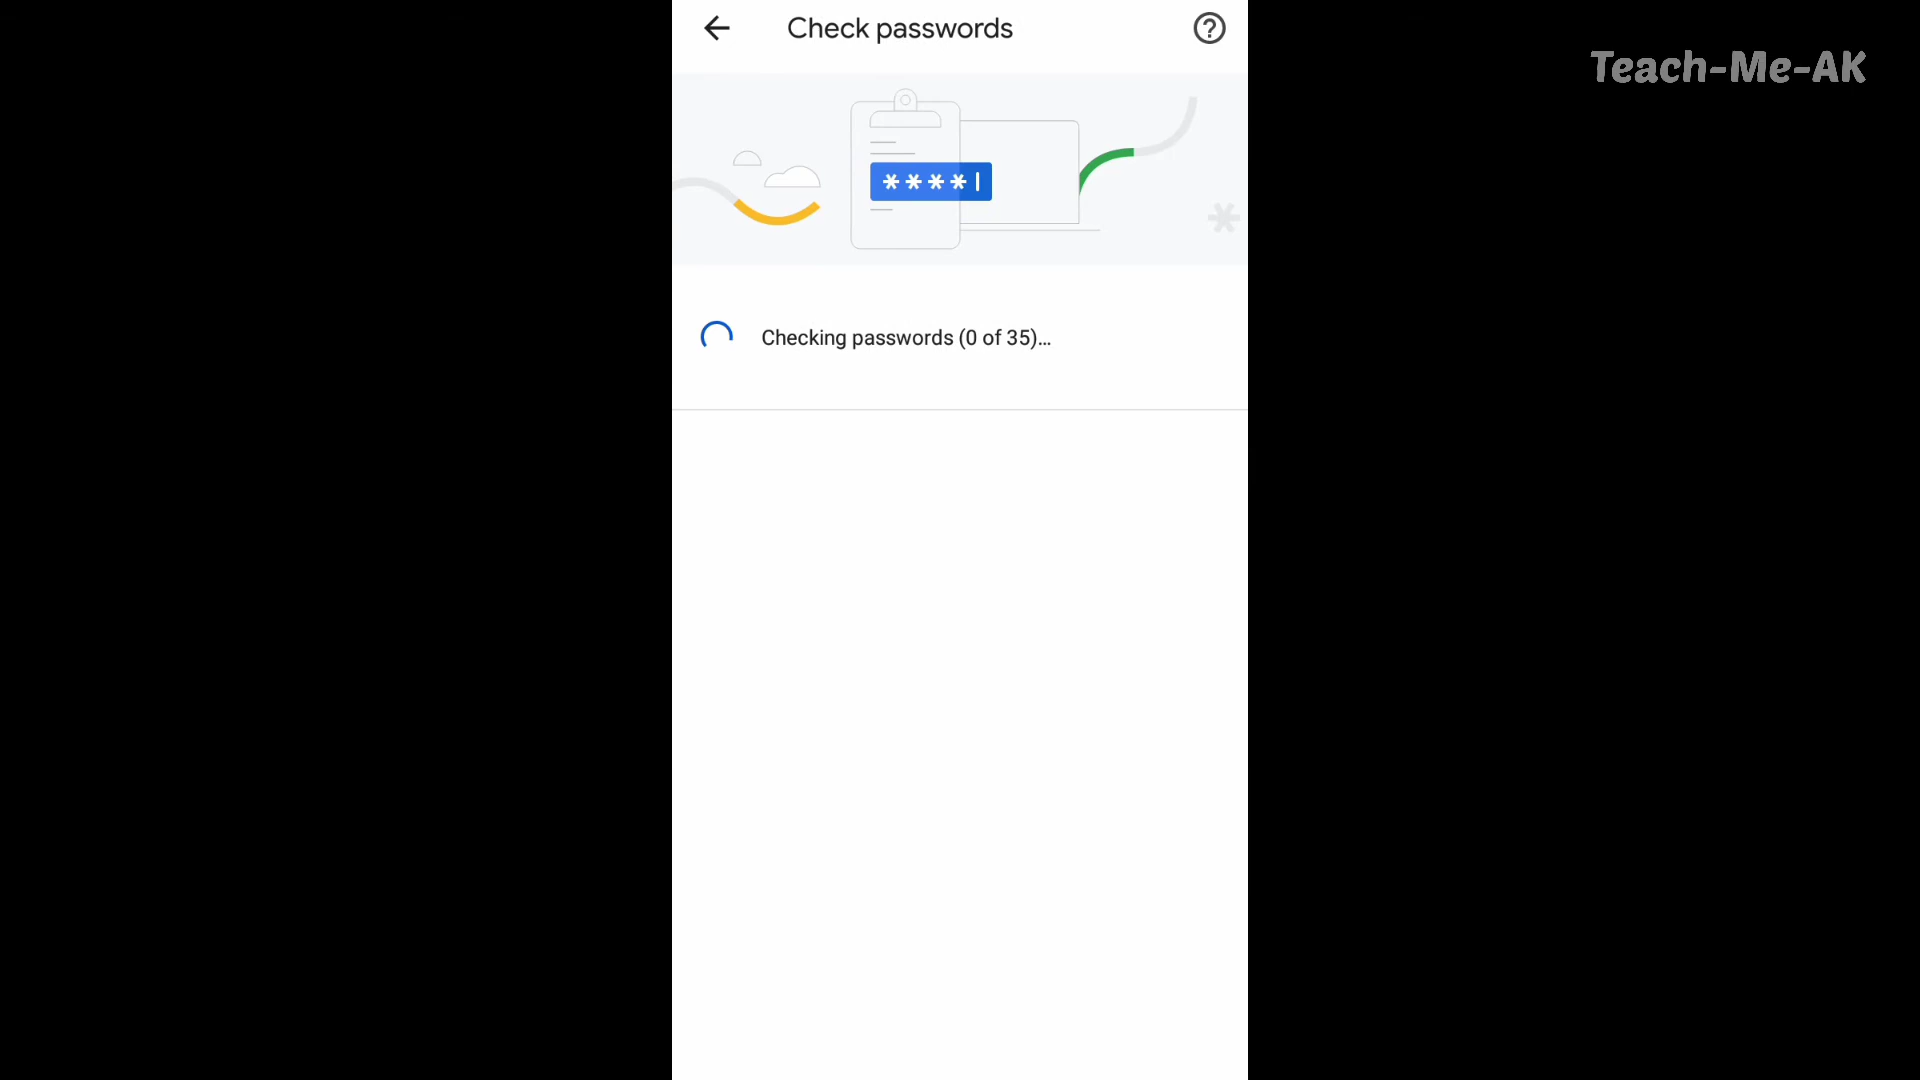 Check passwords
Teach-Me-AK
****|
Checking passwords (0 of 35)...